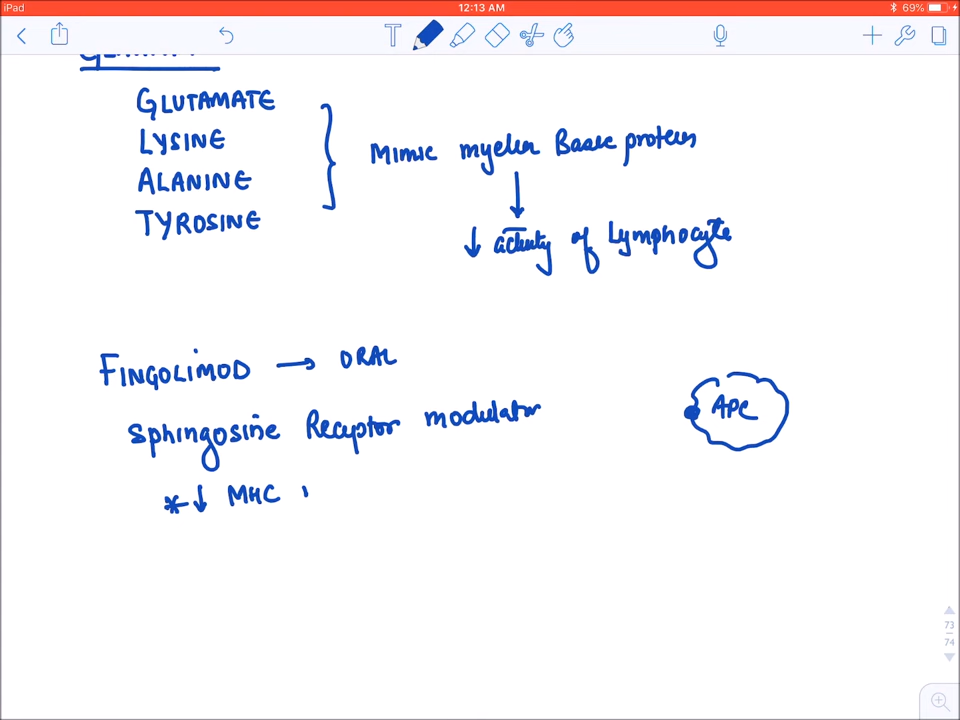 iPad
12:13 AM
69%
T
GLUTAMATE
LYSINE
ALANINE
TYROSINE
Mimic myelin Basic proteins
↓
↓ activity of Lymphocyte
FINGOLIMOD → ORAL
Sphingosine Receptor modulator
APC
*↓ MHC
73
74